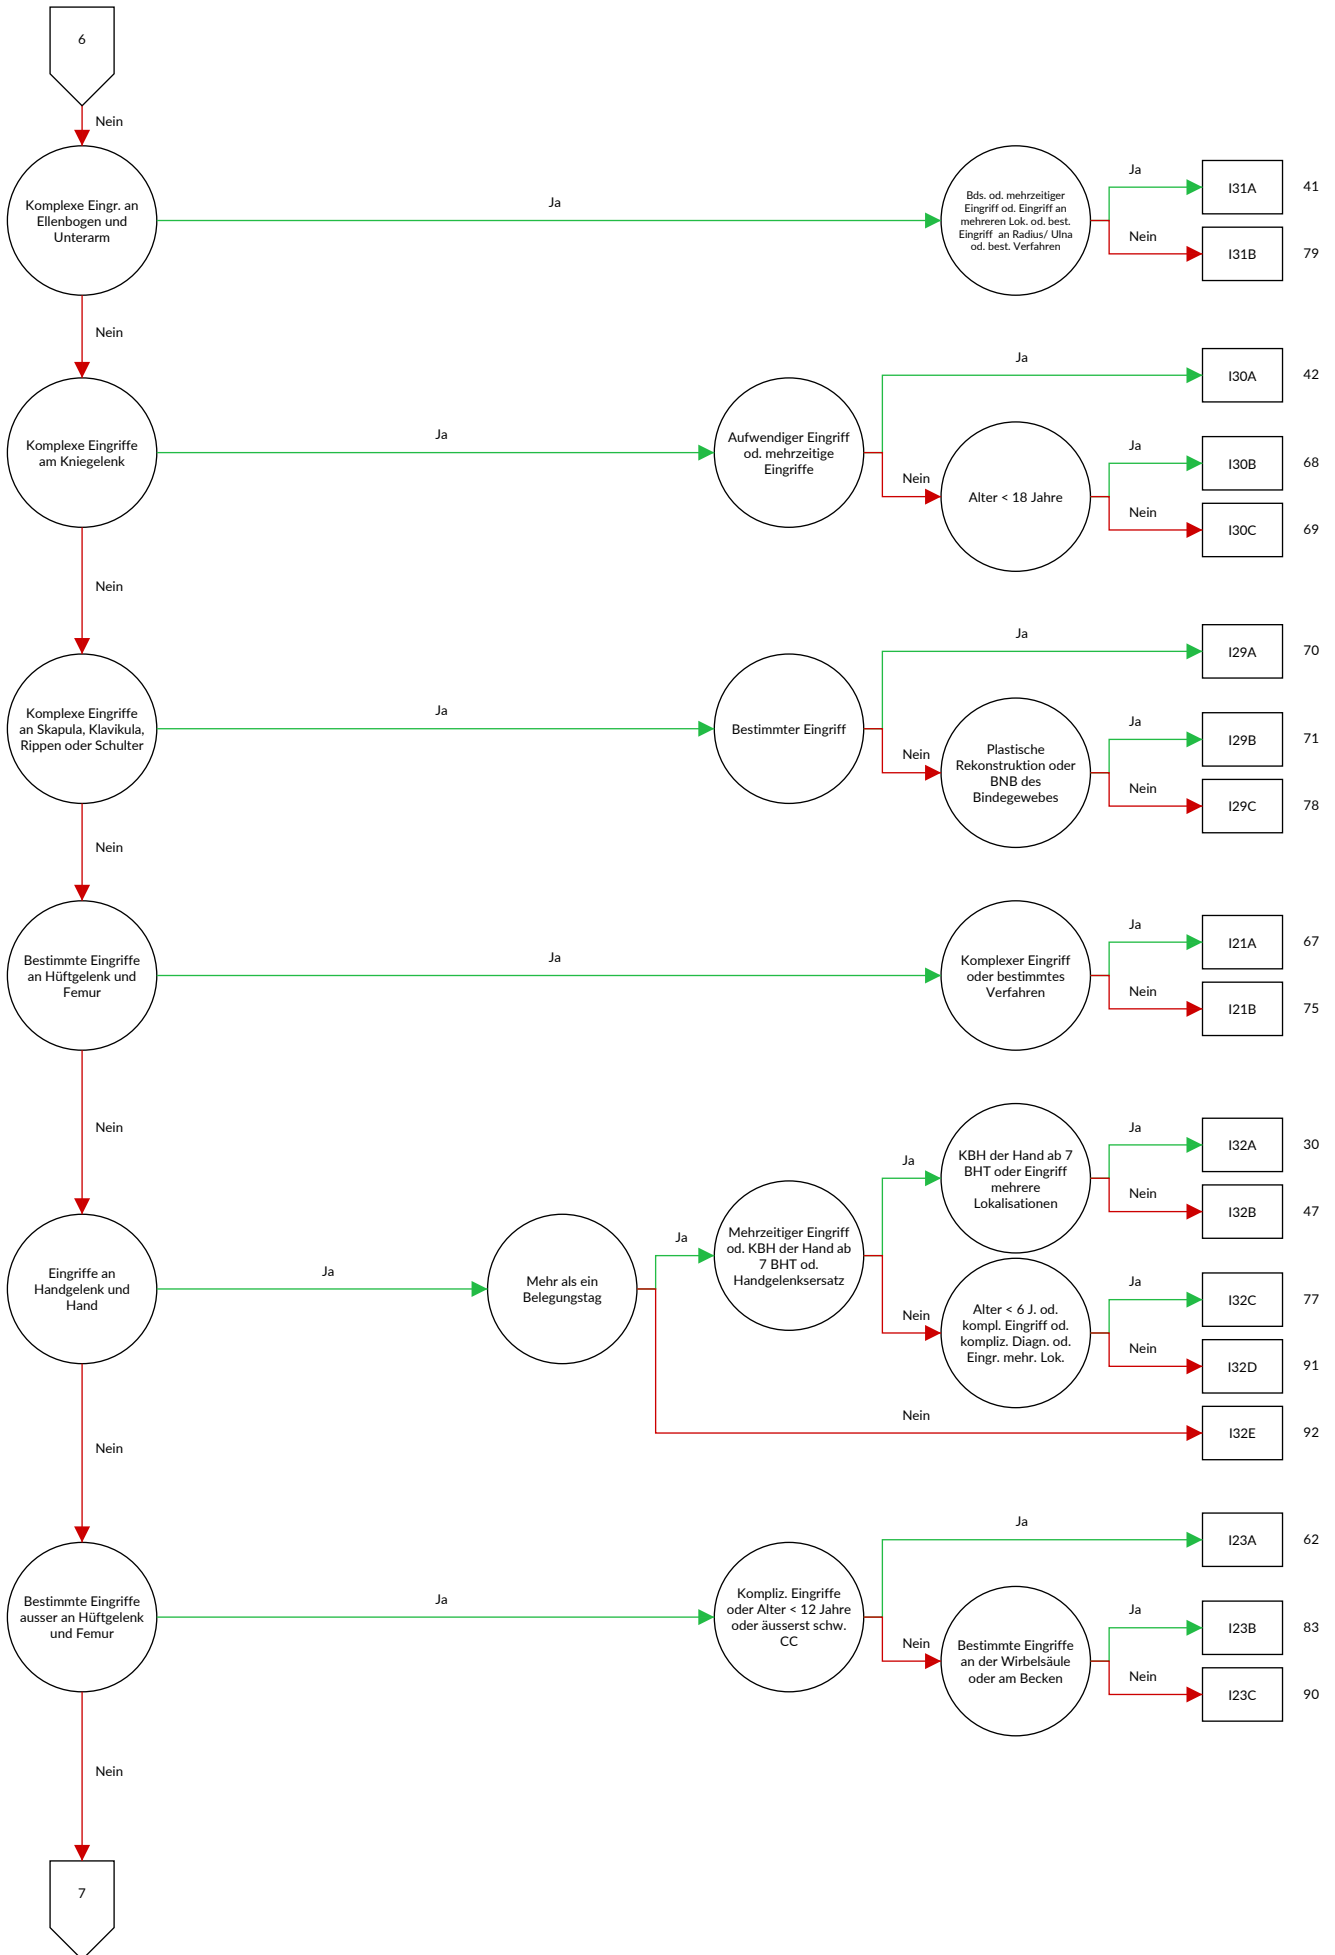 6
Nein
Komplexe Eingr. an
Ellenbogen und
Unterarm
Ja
Bds. od. mehrzeitiger
Eingriff od. Eingriff an
mehreren Lok. od. best.
Eingriff an Radius/ Ulna
od. best. Verfahren
Ja
I31A
41
Nein
I31B
79
Nein
Komplexe Eingriffe
am Kniegelenk
Ja
Aufwendiger Eingriff
od. mehrzeitige
Eingriffe
Ja
I30A
42
Nein
Alter < 18 Jahre
Ja
I30B
68
Nein
I30C
69
Nein
Komplexe Eingriffe
an Skapula, Klavikula,
Rippen oder Schulter
Ja
Bestimmter Eingriff
Ja
I29A
70
Nein
Plastische
Rekonstruktion oder
BNB des
Bindegewebes
Ja
I29B
71
Nein
I29C
78
Nein
Bestimmte Eingriffe
an Hüftgelenk und
Femur
Ja
Komplexer Eingriff
oder bestimmtes
Verfahren
Ja
I21A
67
Nein
I21B
75
Nein
Eingriffe an
Handgelenk und
Hand
Ja
Mehr als ein
Belegungstag
Ja
Mehrzeitiger Eingriff
od. KBH der Hand ab
7 BHT od.
Handgelenksersatz
Ja
KBH der Hand ab 7
BHT oder Eingriff
mehrere
Lokalisationen
Ja
I32A
30
Nein
I32B
47
Nein
Alter < 6 J. od.
kompl. Eingriff od.
kompliz. Diagn. od.
Eingr. mehr. Lok.
Ja
I32C
77
Nein
I32D
91
Nein
I32E
92
Nein
Bestimmte Eingriffe
ausser an Hüftgelenk
und Femur
Ja
Kompliz. Eingriffe
oder Alter < 12 Jahre
oder äusserst schw.
CC
Ja
I23A
62
Nein
Bestimmte Eingriffe
an der Wirbelsäule
oder am Becken
Ja
I23B
83
Nein
I23C
90
Nein
7